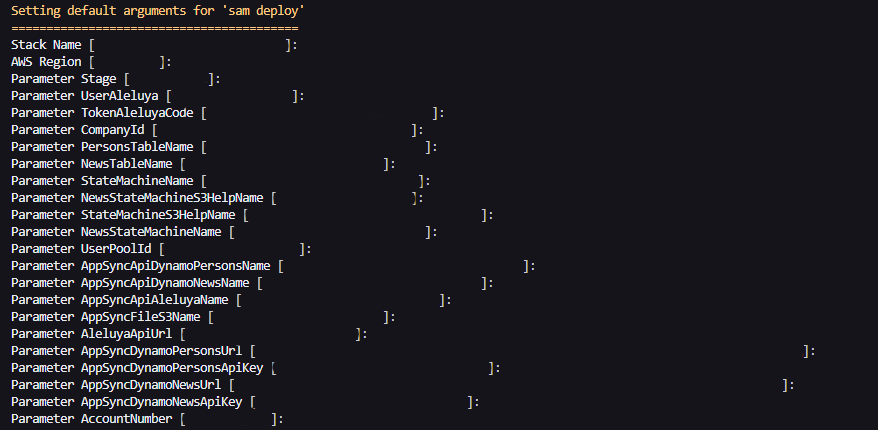 Setting default arguments for 'sam deploy'
=========================================
Stack Name [ ]:
AWS Region [ ]:
Parameter Stage [ ]:
Parameter UserAleluya [ ]:
Parameter TokenAleluyaCode [ ]:
Parameter CompanyId [ ]:
Parameter PersonsTableName [ ]:
Parameter NewsTableName [ ]:
Parameter StateMachineName [ ]:
Parameter NewsStateMachineS3HelpName [ ]:
Parameter StateMachineS3HelpName [ ]:
Parameter NewsStateMachineName [ ]:
Parameter UserPoolId [ ]:
Parameter AppSyncApiDynamoPersonsName [ ]:
Parameter AppSyncApiDynamoNewsName [ ]:
Parameter AppSyncApiAleluyaName [ ]:
Parameter AppSyncFileS3Name [ ]:
Parameter AleluyaApiUrl [ ]:
Parameter AppSyncDynamoPersonsUrl [ ]:
Parameter AppSyncDynamoPersonsApiKey [ ]:
Parameter AppSyncDynamoNewsUrl [ ]:
Parameter AppSyncDynamoNewsApiKey [ ]:
Parameter AccountNumber [ ]: